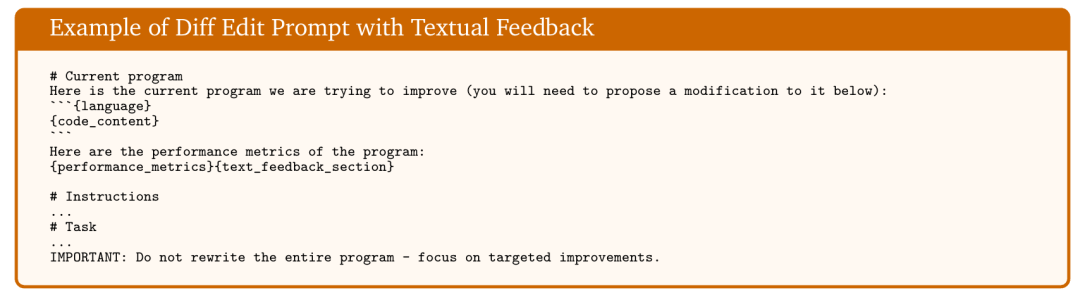 Example of Diff Edit Prompt with Textual Feedback
# Current program
Here is the current program we are trying to improve (you will need to propose a modification to it below):
```{language}
{code_content}
```
Here are the performance metrics of the program:
{performance_metrics}{text_feedback_section}
# Instructions
...
# Task
...
IMPORTANT: Do not rewrite the entire program - focus on targeted improvements.